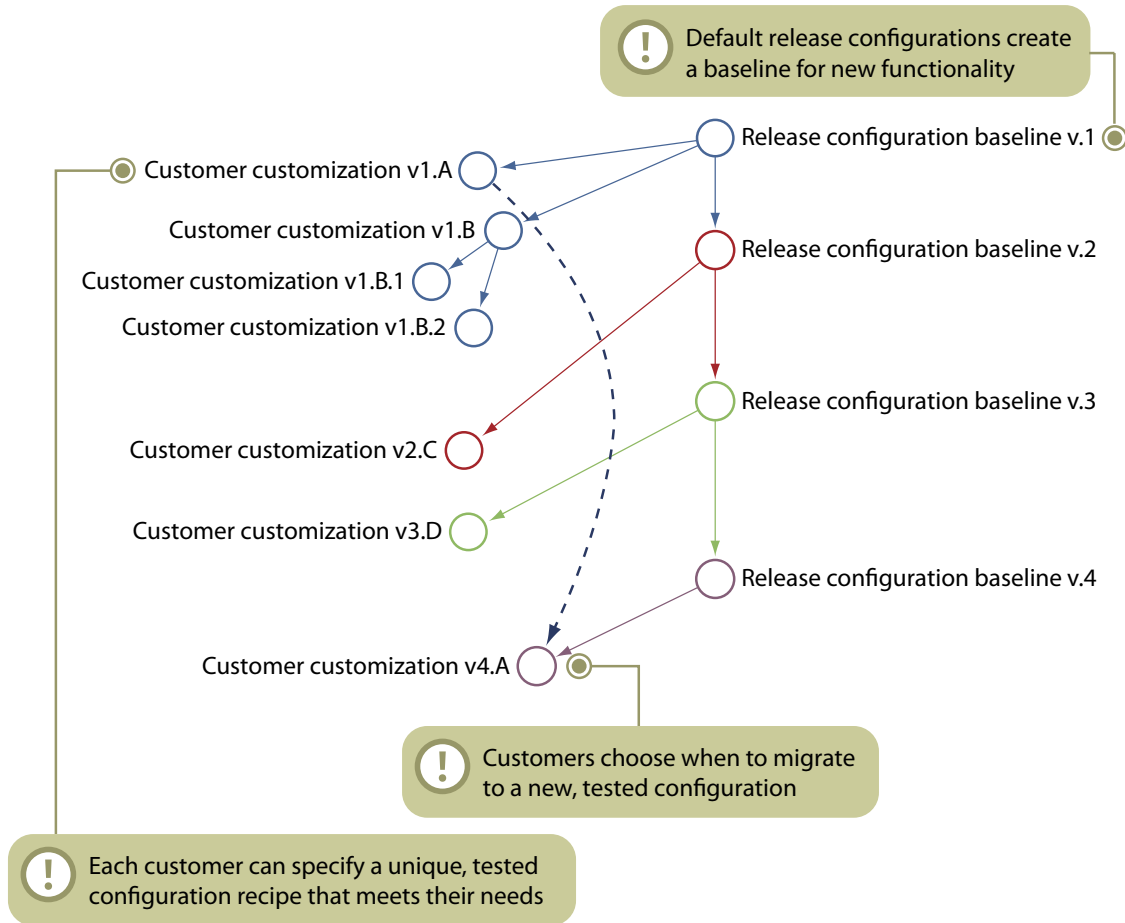 Default release configurations create
a baseline for new functionality
Release configuration baseline v.1
Customer customization v1.A
Customer customization v1.B
Release configuration baseline v.2
Customer customization v1.B.1
Customer customization v1.B.2
Release configuration baseline v.3
Customer customization v2.C
Customer customization v3.D
Release configuration baseline v.4
Customer customization v4.A
Customers choose when to migrate
to a new, tested configuration
Each customer can specify a unique, tested
configuration recipe that meets their needs